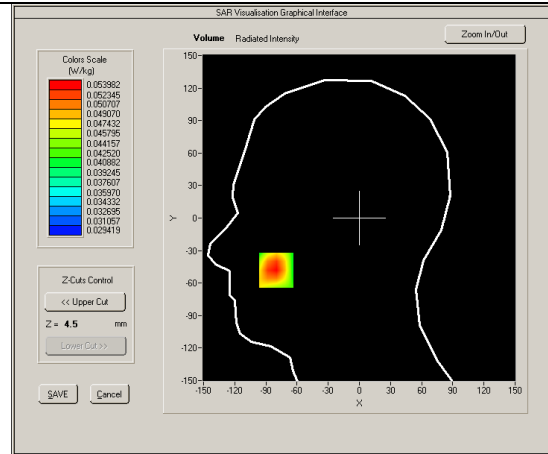 SAR Visualisation Graphical Interface
Volume Radiated Intensity
Zoom In/Out
Colors Scale
(W/kg)
0.053982
0.052345
0.050707
0.049070
0.047432
0.045795
0.044157
0.042520
0.040882
0.039245
0.037607
0.035970
0.034332
0.032695
0.031057
0.029419
Z-Cuts Control
<< Upper Cut
Z = 4.5 mm
Lower Cut >>
SAVE Cancel
150
120
90
60
30
0
-30
-60
-90
-120
-150
Y
-150 -120 -90 -60 -30 0 30 60 90 120 150
X